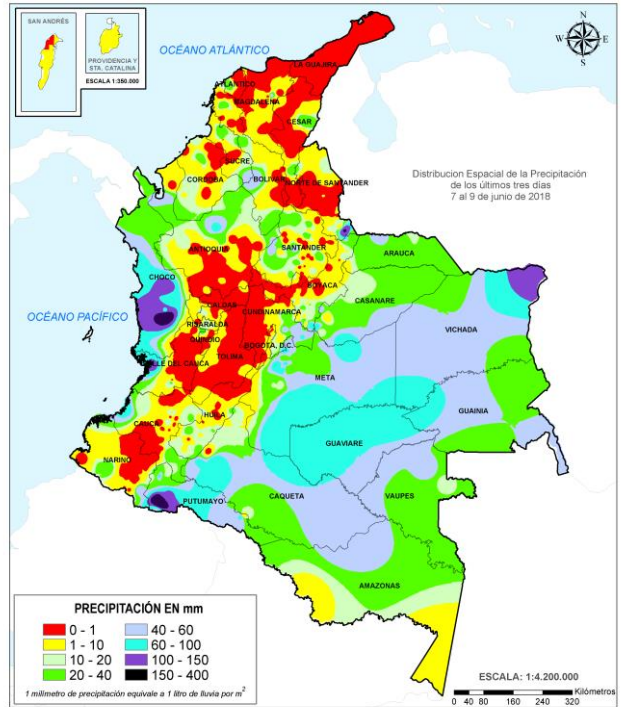 SAN ANDRÉS
PROVIDENCIA Y
STA. CATALINA
ESCALA 1:350.000
OCÉANO ATLÁNTICO
N
W
E
S
LA GUAJIRA
ATLÁNTICO
MAGDALENA
CESAR
SUCRE
CORDOBA
BOLIVAR
NORTE DE SANTANDER
Distribucion Espacial de la Precipitación
de los últimos tres días
7 al 9 de junio de 2018
ANTIOQUIA
SANTANDER
ARAUCA
CHOCO
BOYACA
CASANARE
OCÉANO PACÍFICO
CALDAS
CUNDINAMARCA
RISARALDA
VICHADA
QUINDIO
BOGOTA, D.C.
TOLIMA
VALLE DEL CAUCA
META
GUAINIA
HUILA
CAUCA
GUAVIARE
NARIÑO
PUTUMAYO
CAQUETA
VAUPES
AMAZONAS
PRECIPITACIÓN EN mm
0 - 1
40 - 60
1 - 10
60 - 100
10 - 20
100 - 150
20 - 40
150 - 400
1 milimetro de precipitación equivale a 1 litro de lluvia por m2
ESCALA: 1:4.200.000
Kilómetros
0 40 80 160 240 320